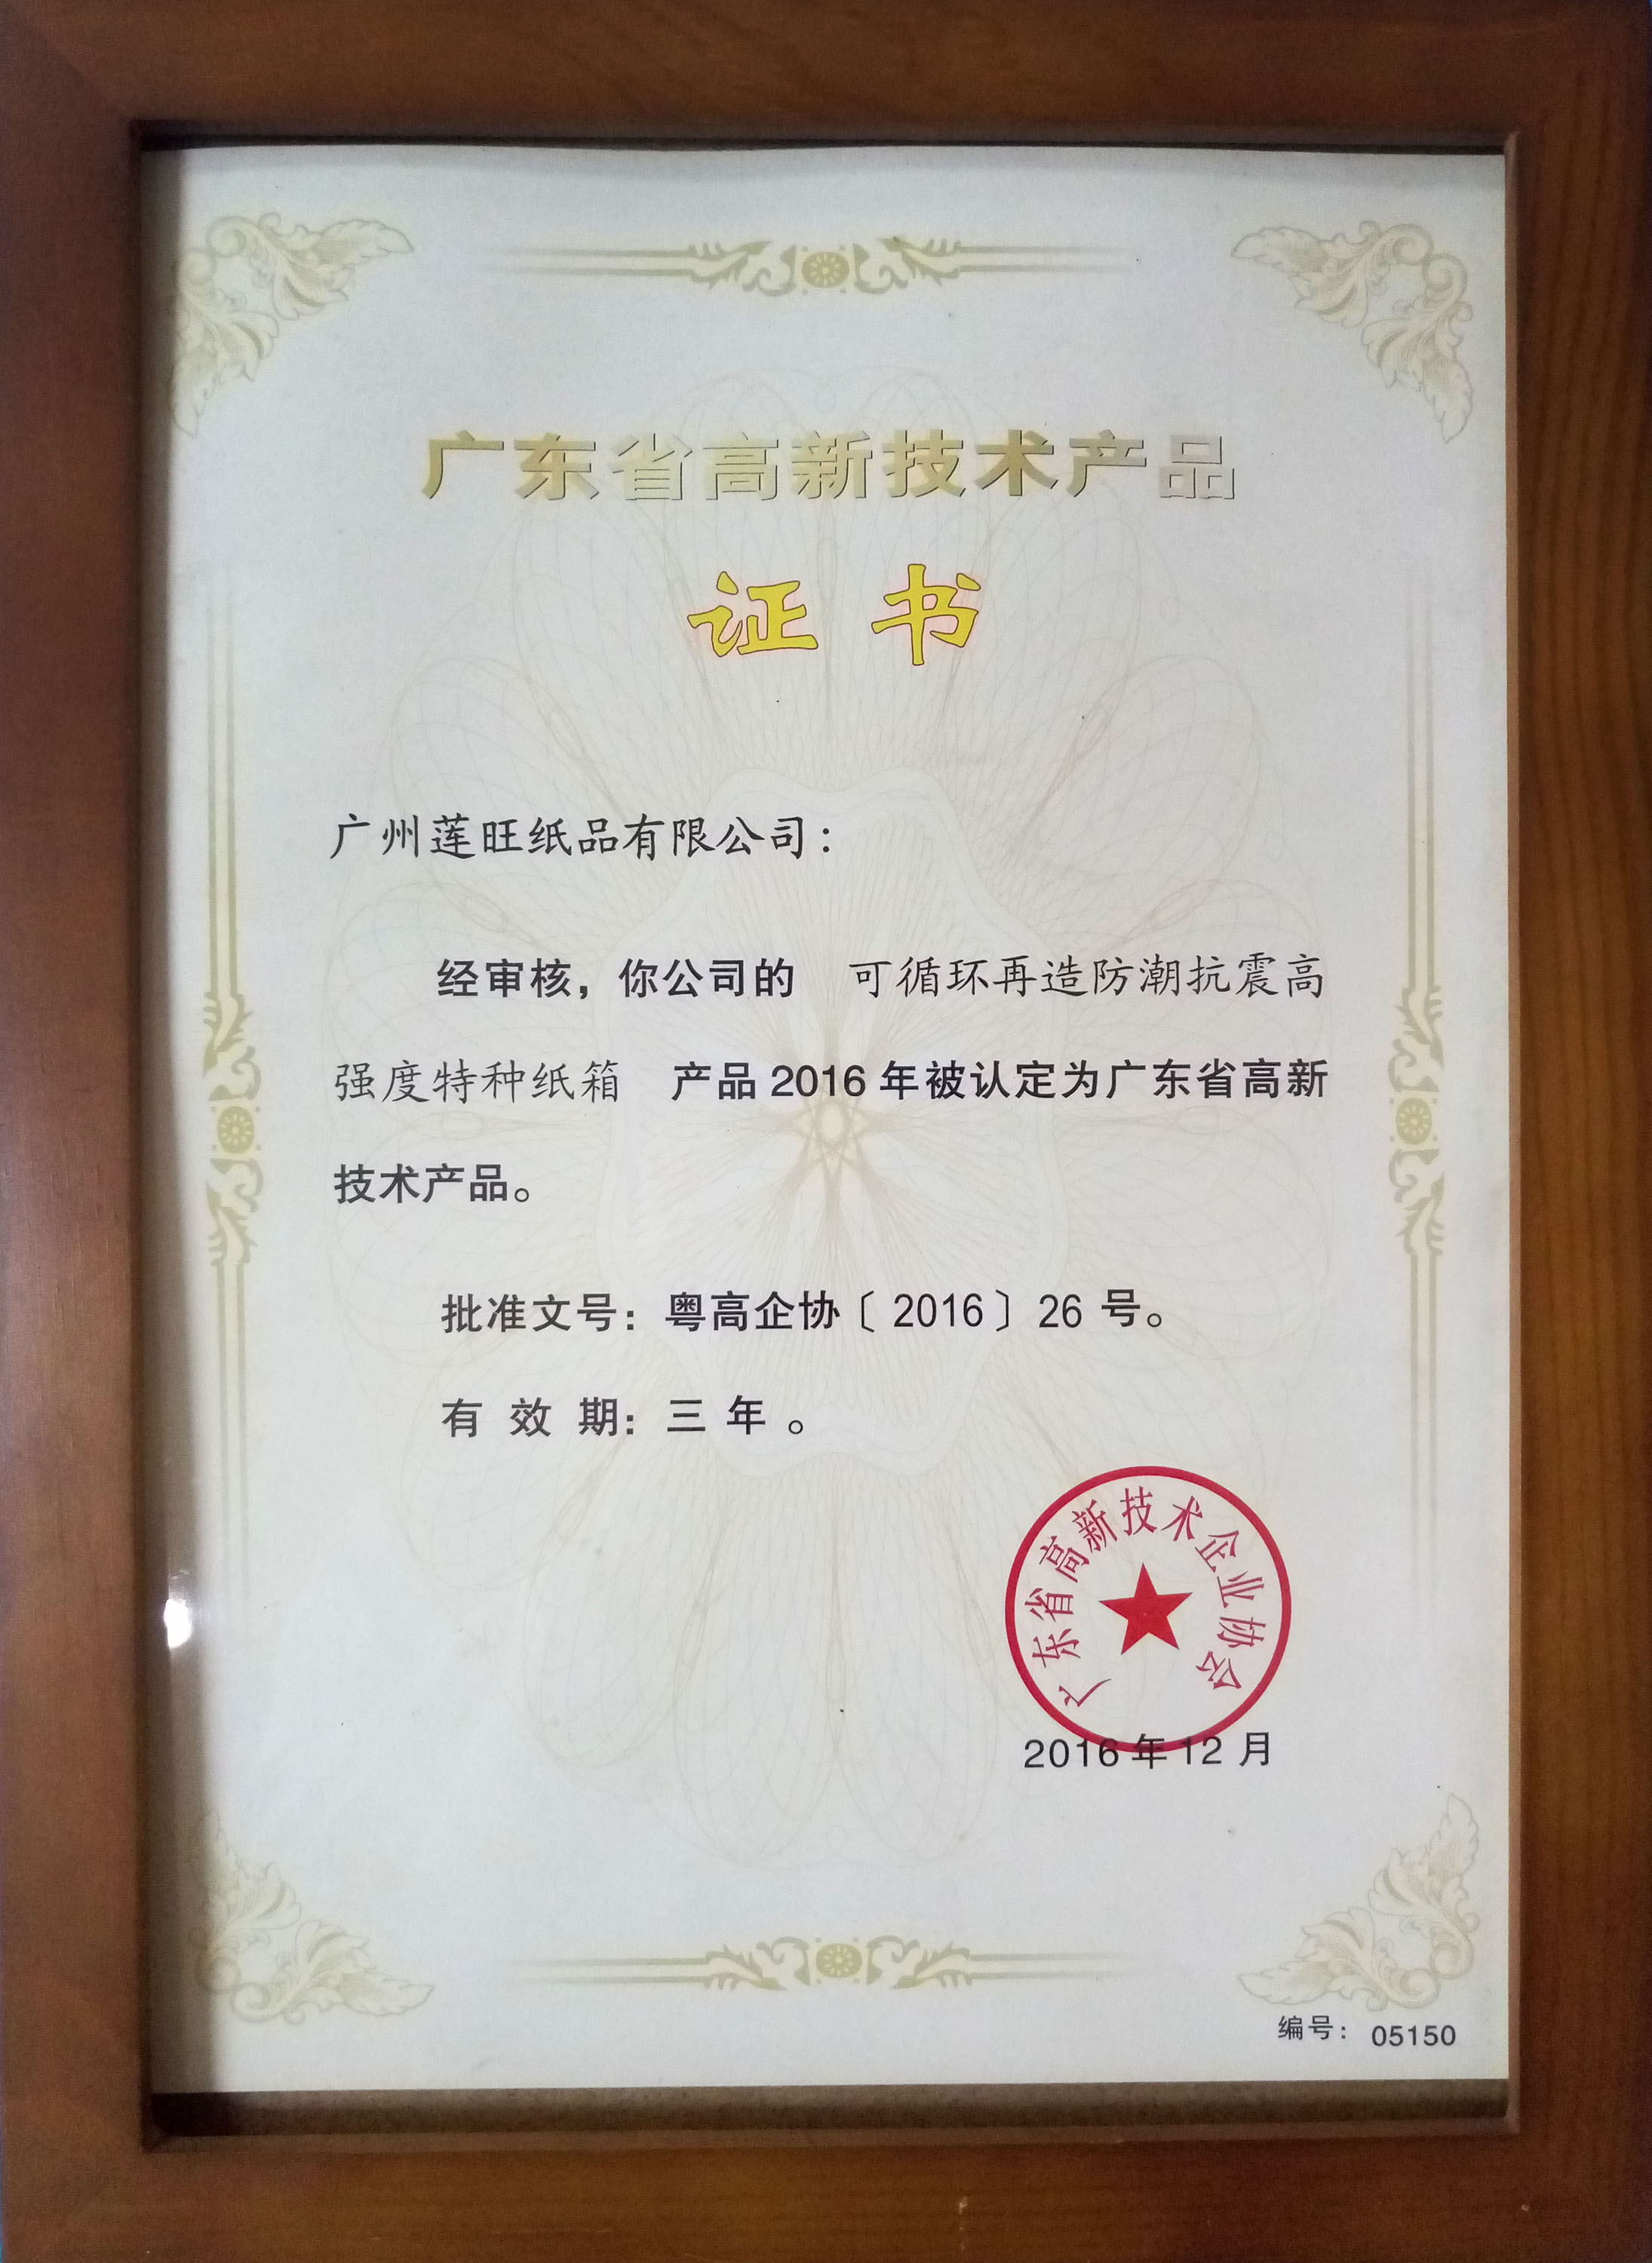 广东省高新技术产品
证书
广州莲旺纸品有限公司：
经审核，你公司的 可循环再造防潮抗震高
强度特种纸箱 产品 2016 年被认定为广东省高新
技术产品。
批准文号：粤高企协〔2016〕26 号。
有 效 期：三 年 。
广东省高新技术企业协会
2016 年 12 月
编号： 05150